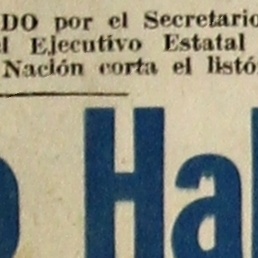 DO por el Secretario
l Ejecutivo Estatal
Nación corta el listó
o Hal